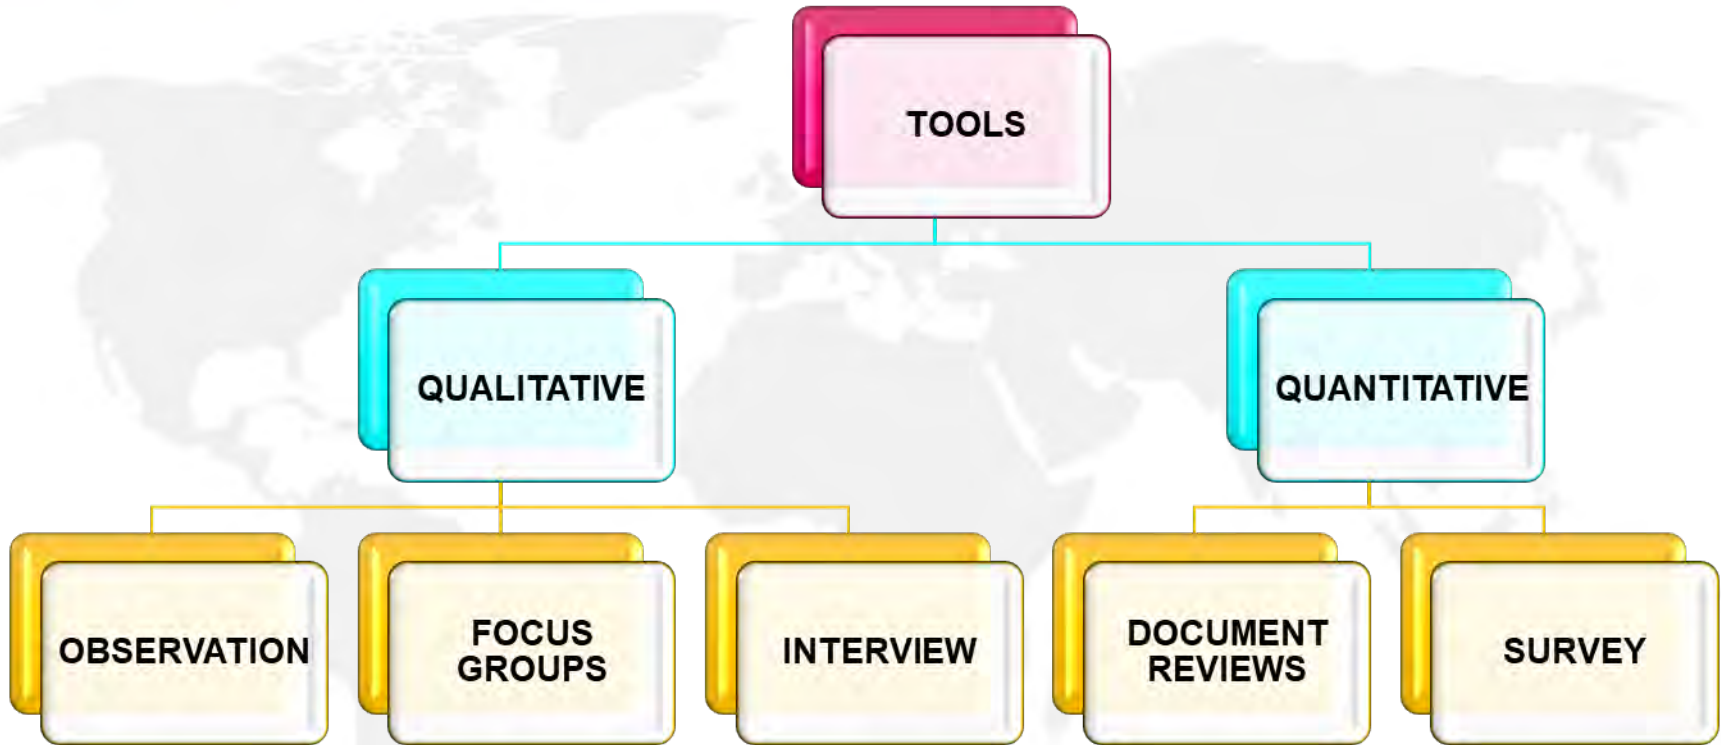 TOOLS
QUALITATIVE
QUANTITATIVE
OBSERVATION
FOCUS
GROUPS
INTERVIEW
DOCUMENT
REVIEWS
SURVEY